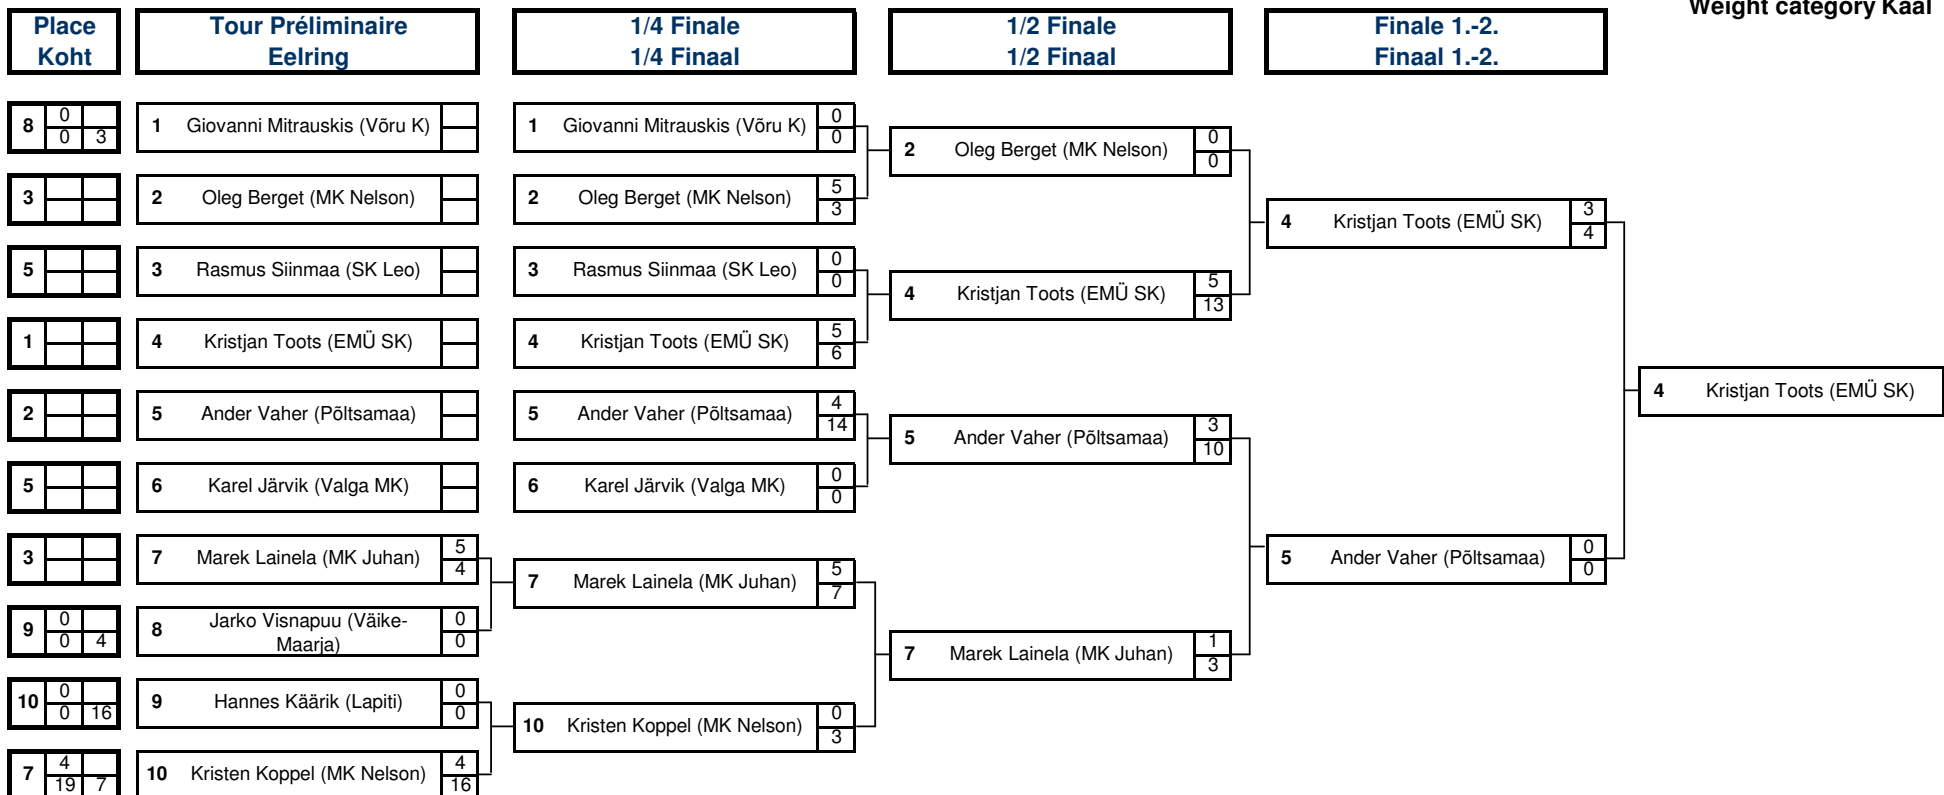 Weight category Kaal
Place
Koht
Tour Préliminaire
Eelring
1/4 Finale
1/4 Finaal
1/2 Finale
1/2 Finaal
Finale 1.-2.
Finaal 1.-2.
8 0
0 3
1 Giovanni Mitrauskis (Võru K)
3
2 Oleg Berget (MK Nelson)
5
3 Rasmus Siinmaa (SK Leo)
1
4 Kristjan Toots (EMÜ SK)
2
5 Ander Vaher (Põltsamaa)
5
6 Karel Järvik (Valga MK)
3
7 Marek Lainela (MK Juhan) 5
4
9 0
0 4
8 Jarko Visnapuu (Väike-
Maarja) 0
0
10 0
0 16
9 Hannes Käärik (Lapiti) 0
0
7 4
19 7
10 Kristen Koppel (MK Nelson) 4
16
1 Giovanni Mitrauskis (Võru K) 0
0
2 Oleg Berget (MK Nelson) 5
3
3 Rasmus Siinmaa (SK Leo) 0
0
4 Kristjan Toots (EMÜ SK) 5
6
5 Ander Vaher (Põltsamaa) 4
14
6 Karel Järvik (Valga MK) 0
0
7 Marek Lainela (MK Juhan) 5
7
10 Kristen Koppel (MK Nelson) 0
3
2 Oleg Berget (MK Nelson) 0
0
4 Kristjan Toots (EMÜ SK) 5
13
5 Ander Vaher (Põltsamaa) 3
10
7 Marek Lainela (MK Juhan) 1
3
4 Kristjan Toots (EMÜ SK) 3
4
5 Ander Vaher (Põltsamaa) 0
0
4 Kristjan Toots (EMÜ SK)